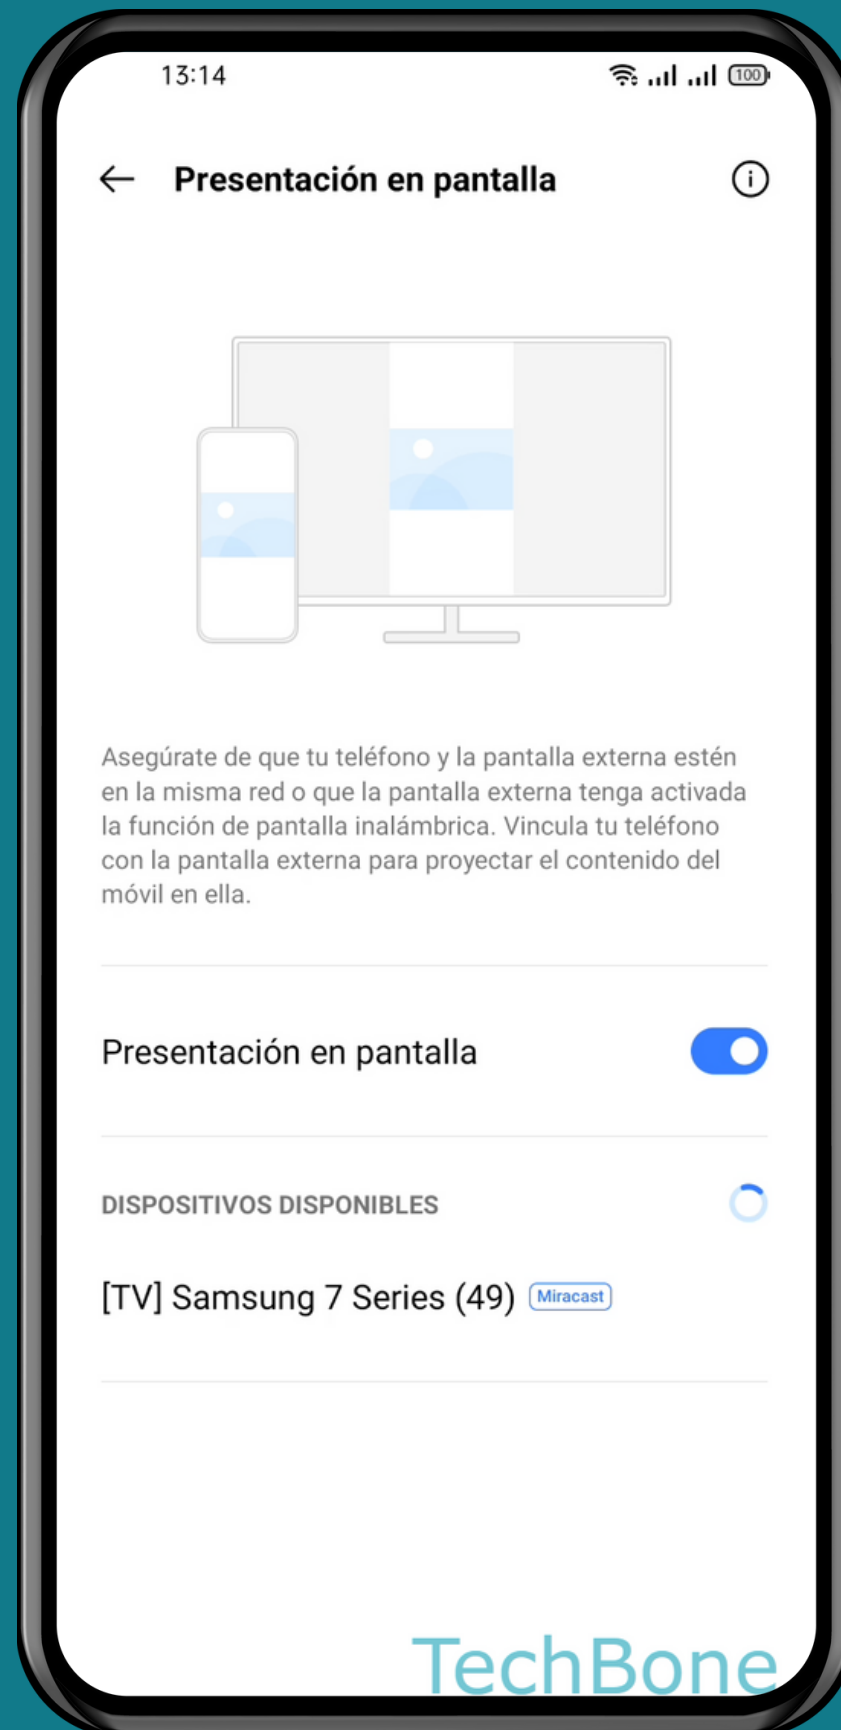 13:14
100
Presentación en pantalla
Asegúrate de que tu teléfono y la pantalla externa estén
en la misma red o que la pantalla externa tenga activada
la función de pantalla inalámbrica. Vincula tu teléfono
con la pantalla externa para proyectar el contenido del
móvil en ella.
Presentación en pantalla
DISPOSITIVOS DISPONIBLES
[TV] Samsung 7 Series (49) Miracast
TechBone